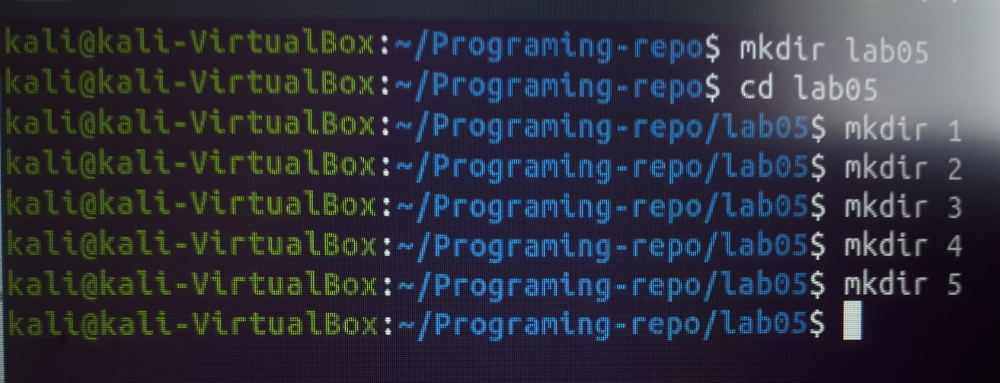 kali@kali-VirtualBox:~/Programing-repo$ mkdir lab05
kali@kali-VirtualBox:~/Programing-repo$ cd lab05
kali@kali-VirtualBox:~/Programing-repo/lab05$ mkdir 1
kali@kali-VirtualBox:~/Programing-repo/lab05$ mkdir 2
kali@kali-VirtualBox:~/Programing-repo/lab05$ mkdir 3
kali@kali-VirtualBox:~/Programing-repo/lab05$ mkdir 4
kali@kali-VirtualBox:~/Programing-repo/lab05$ mkdir 5
kali@kali-VirtualBox:~/Programing-repo/lab05$